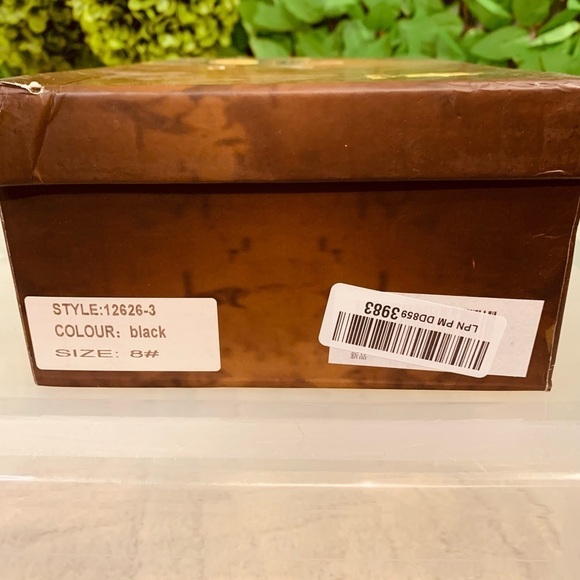 STYLE:12626-3
COLOUR: black
SIZE: 8#
LPN PM DD859 3983